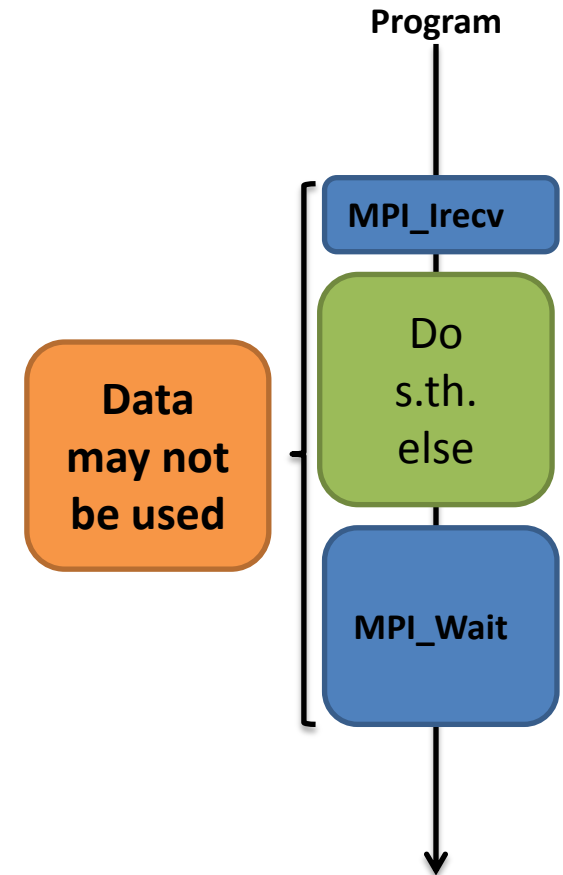 Program
MPI_Irecv
Do
s.th.
else
Data
may not
be used
MPI_Wait